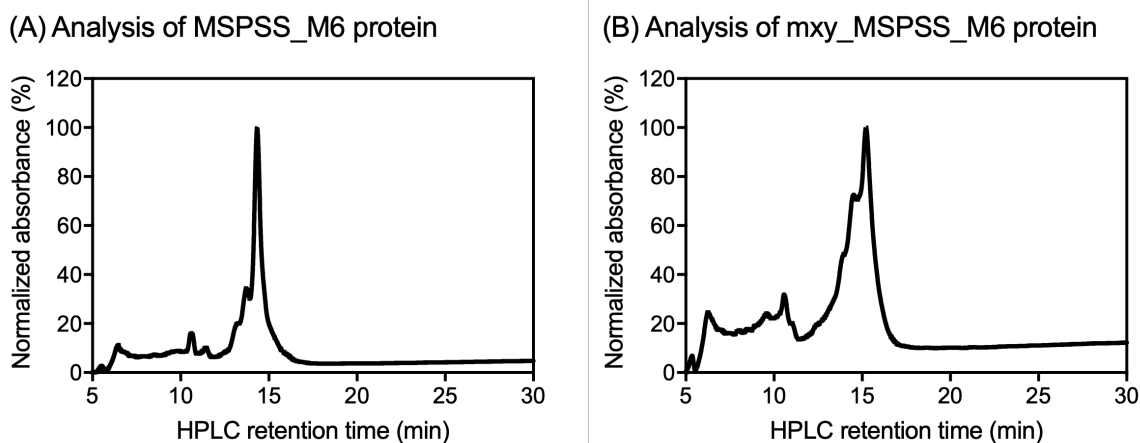 (A) Analysis of MSPSS_M6 protein
Normalized absorbance (%)
120
100
80
60
40
20
0
5 10 15 20 25 30
HPLC retention time (min)
(B) Analysis of mxy_MSPSS_M6 protein
Normalized absorbance (%)
120
100
80
60
40
20
0
5 10 15 20 25 30
HPLC retention time (min)